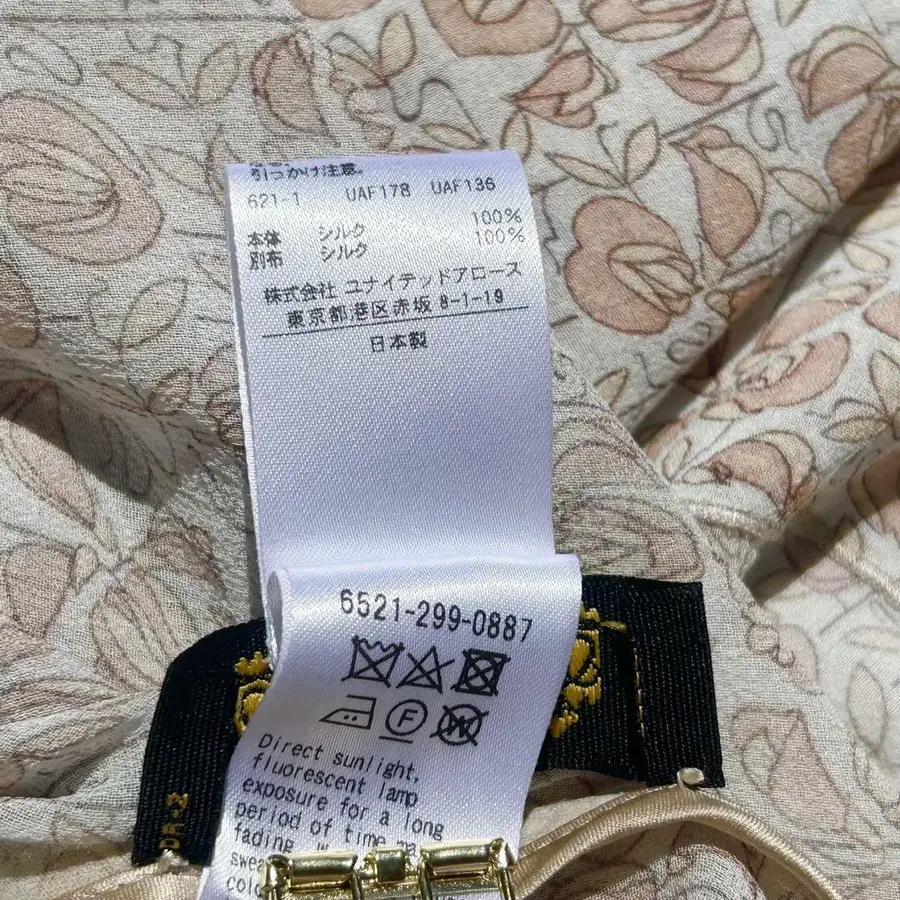 引っかけ注意。
621-1 UAF178 UAF136
本体 シルク 100%
別布 シルク 100%
株式会社 ユナイテッドアローズ
東京都港区赤坂 8-1-19
日本製
6521-299-0887
F
W
Direct sunlight,
fluorescent lamp
exposure for a long
period of time
fading,